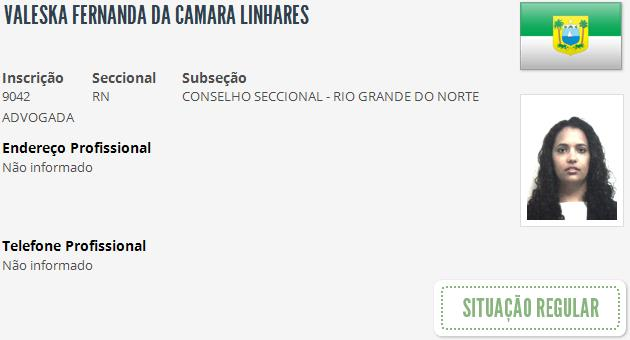 VALESKA FERNANDA DA CAMARA LINHARES
Inscrição Seccional Subseção
9042 RN CONSELHO SECCIONAL - RIO GRANDE DO NORTE
ADVOGADA
Endereço Profissional
Não informado
Telefone Profissional
Não informado
SITUAÇÃO REGULAR